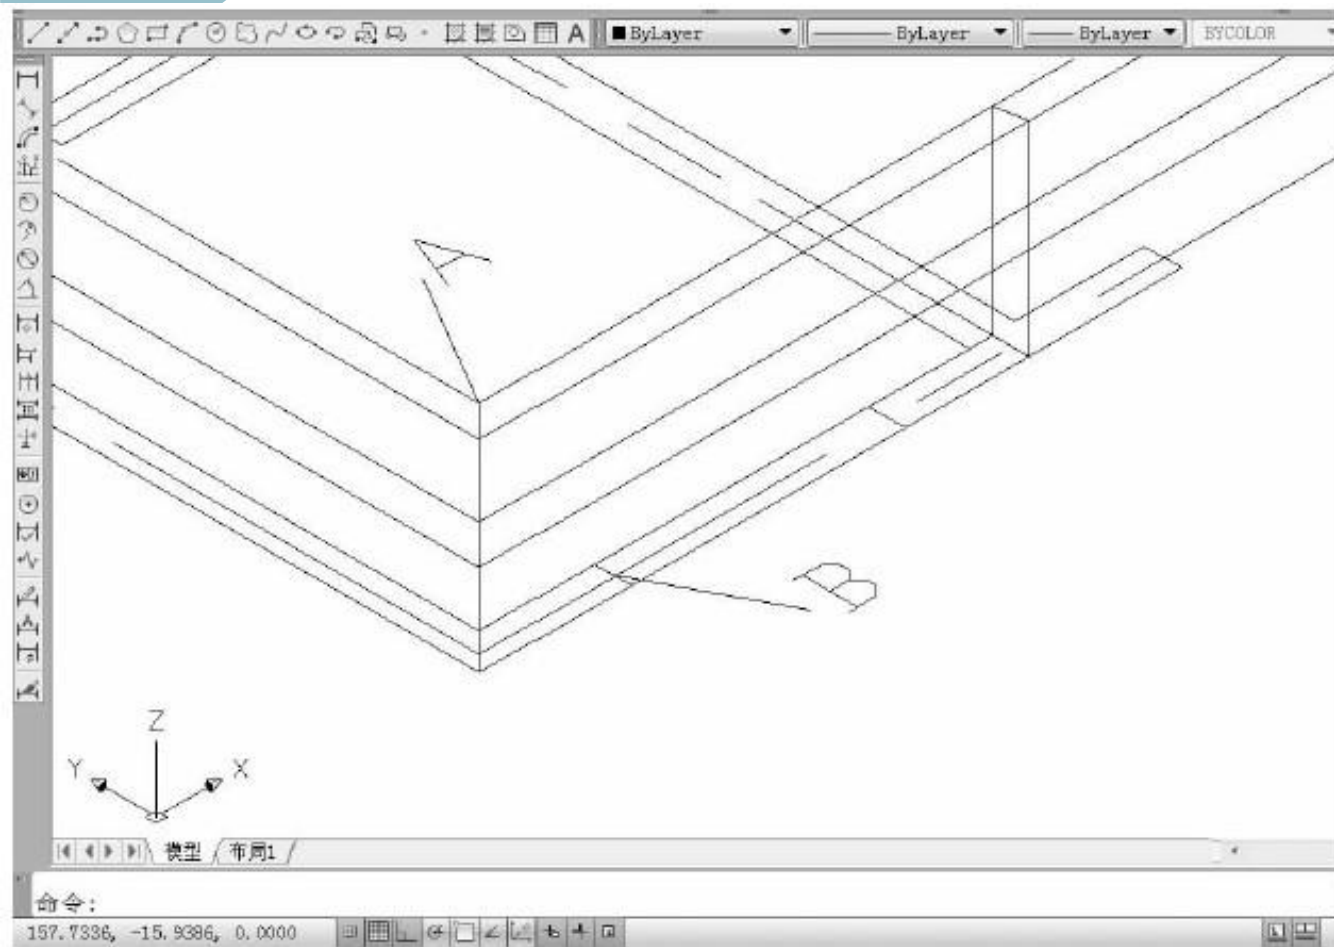 A ByLayer ByLayer ByLayer BYCOLOR
A
B
Z
Y X
模型 布局1
命令:
157.7336, -15.9386, 0.0000